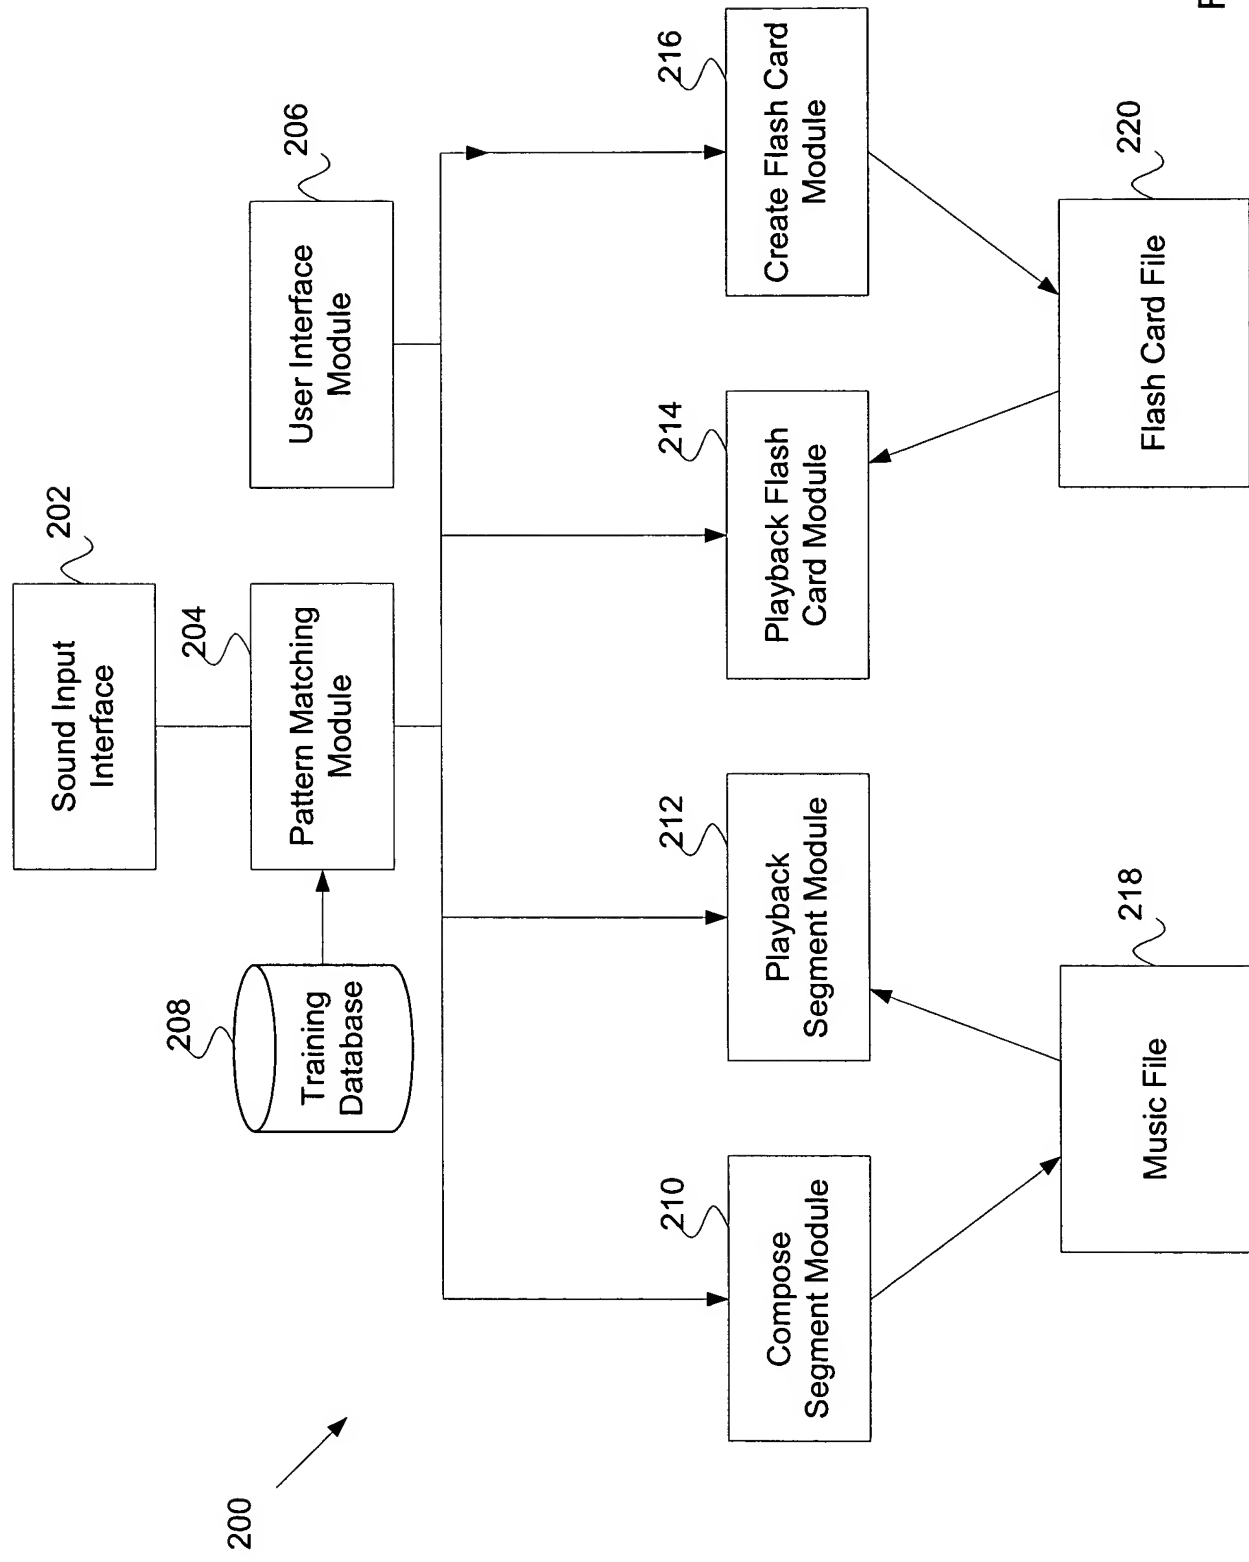 202
Sound Input
Interface
204
Pattern Matching
Module
206
User Interface
Module
208
Training
Database
210
Compose
Segment Module
212
Playback
Segment Module
214
Playback Flash
Card Module
216
Create Flash Card
Module
218
Music File
220
Flash Card File
200